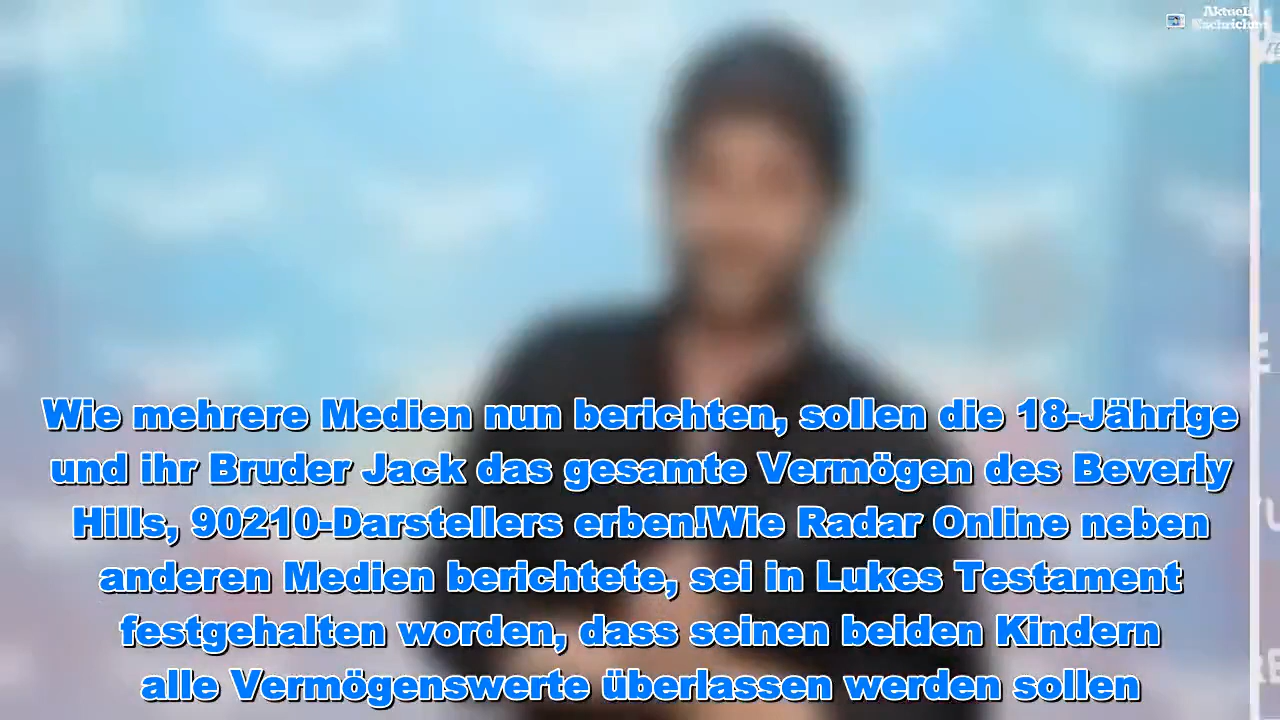 Aktuel
Nachrichten
Wie mehrere Medien nun berichten, sollen die 18-Jährige
und ihr Bruder Jack das gesamte Vermögen des Beverly
Hills, 90210-Darstellers erben!Wie Radar Online neben
anderen Medien berichtete, sei in Lukes Testament
festgehalten worden, dass seinen beiden Kindern
alle Vermögenswerte überlassen werden sollen